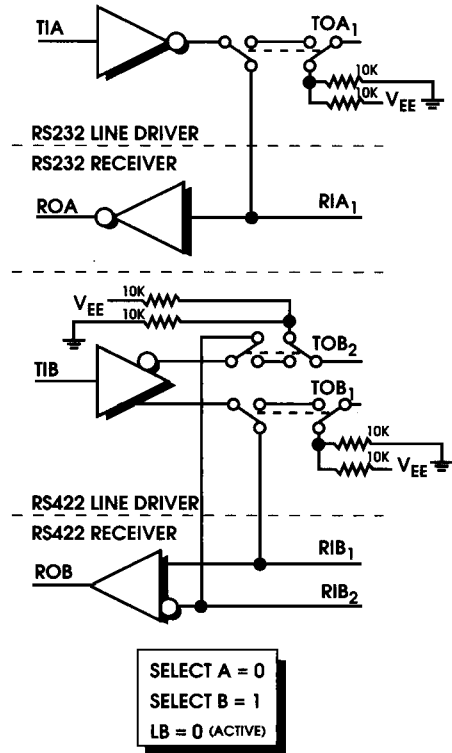 TIA
TOA1
10K
10K
VEE
RS232 LINE DRIVER
RS232 RECEIVER
ROA
RIA1
VEE
10K
10K
TOB2
TIB
TOB1
10K
10K
VEE
RS422 LINE DRIVER
RS422 RECEIVER
RIB1
ROB
RIB2
SELECT A = 0
SELECT B = 1
LB = 0 (ACTIVE)